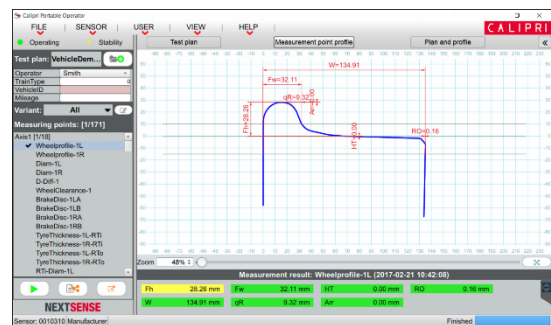 Calipri Portable Operator
FILE SENSOR USER VIEW HELP
CALIPRI
Operating Stability
Test plan Measurement point profile Plan and profile
Test plan: VehicleDem...
Operator Smith
TrainType 0
VehicleID
Mileage
Variant: All
Measuring points: [1/171]
Axis1 [1/18]
Wheelprofile-1L
Wheelprofile-1R
Diam-1L
Diam-1R
D-Diff-1
WheelClearance-1
BrakeDisc-1LA
BrakeDisc-1LB
BrakeDisc-1RA
BrakeDisc-1RB
TyreThickness-1L-RTi
TyreThickness-1R-RTi
TyreThickness-1L-RTo
TyreThickness-1R-RTo
RTI-Diam-1L
W=134.91
Fw=32.11
qR=9.32
Arr=0.00
Fh=28.26
HT=0.00
RO=0.16
Zoom: 48%
Measurement result: Wheelprofile-1L (2017-02-21 10:42:08)
Fh 28.26 mm Fw 32.11 mm HT 0.00 mm RO 0.16 mm
W 134.91 mm qR 9.32 mm Arr 0.00 mm
NEXTSENSE
Sensor: 0010310 Manufacturer Finished